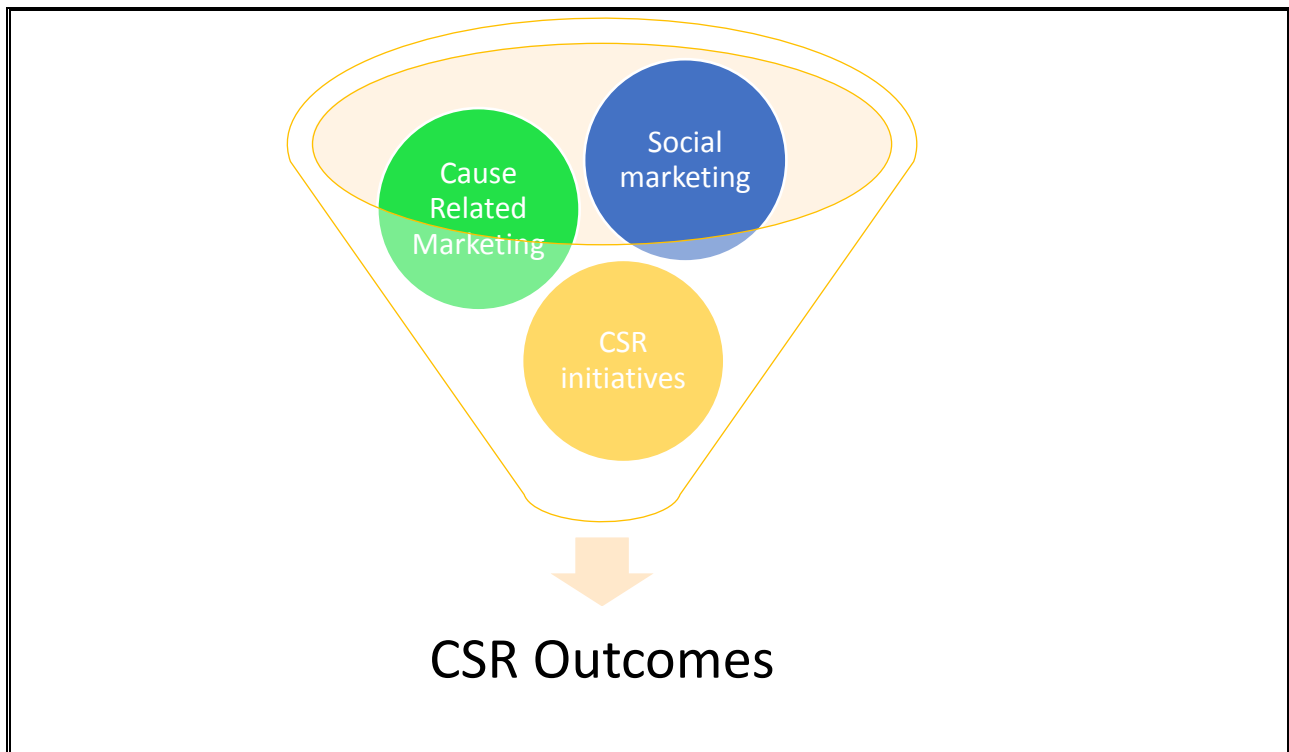 Social
marketing
Cause
Related
Marketing
CSR
initiatives
CSR Outcomes